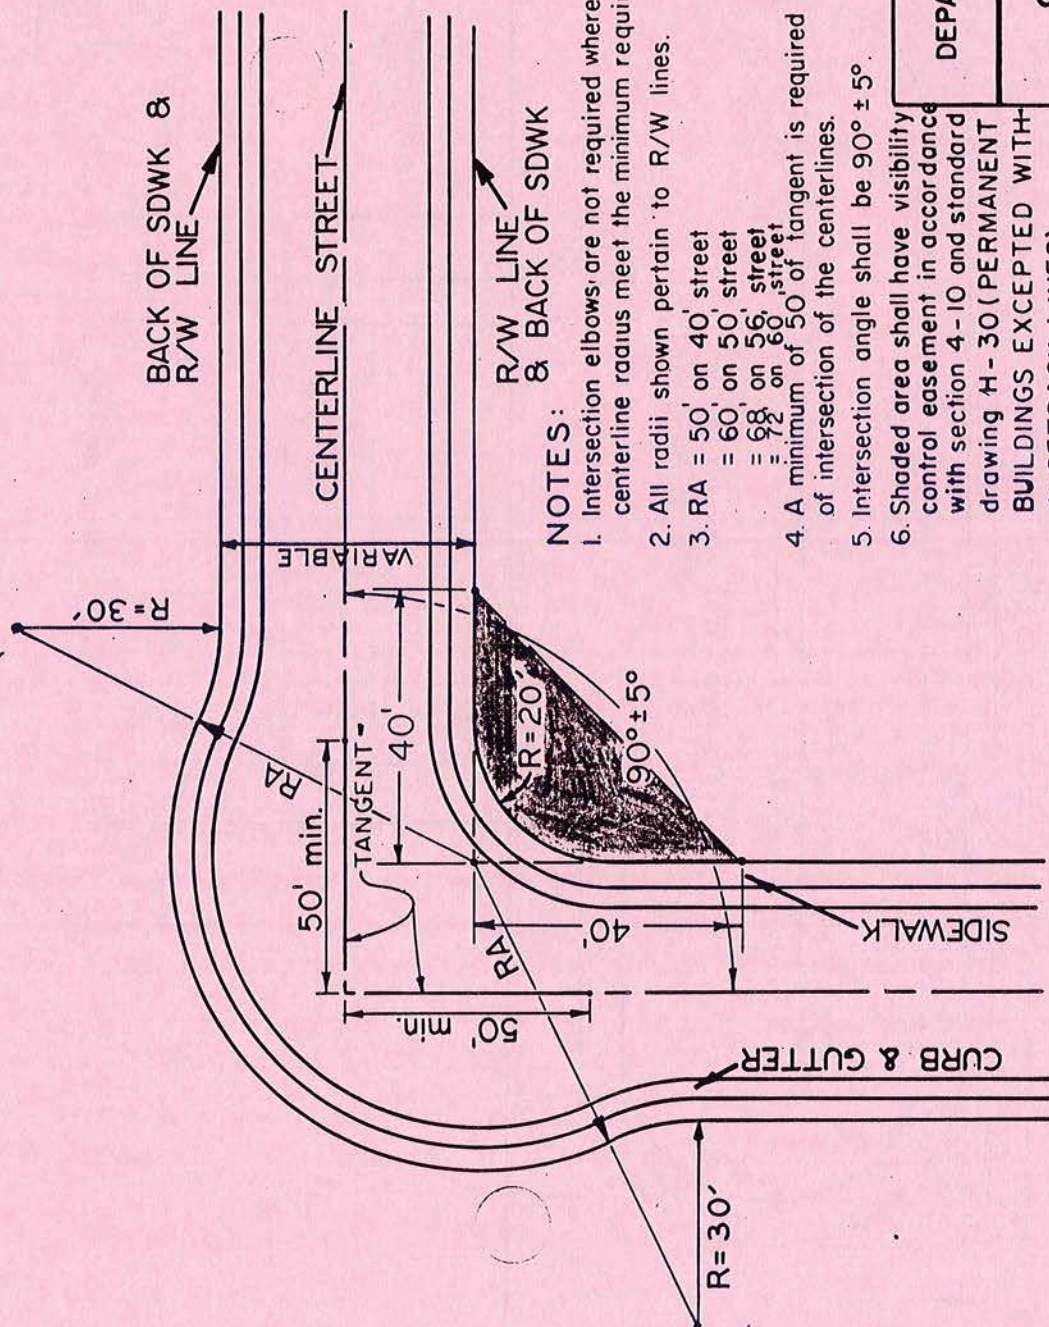 BACK OF SDWK &
R/W LINE
CENTERLINE STREET
VARIABLE
R=30'
R/W LINE
& BACK OF SDWK
RA
50' min.
TANGENT
40'
R=20'
90°±5°
RA
40'
50' min.
SIDEWALK
CURB & GUTTER
R=30'
NOTES:
1. Intersection elbows are not required where
centerline radius meet the minimum requi
2. All radii shown pertain to R/W lines.
3. RA = 50' on 40' street
= 60' on 50' street
= 68' on 56' street
= 72' on 60' street
4. A minimum of 50' of tangent is required
of intersection of the centerlines.
5. Intersection angle shall be 90° ± 5°.
6. Shaded area shall have visibility
control easement in accordance
with section 4-10 and standard
drawing H-30 (PERMANENT
BUILDINGS EXCEPTED WITH
DEPA